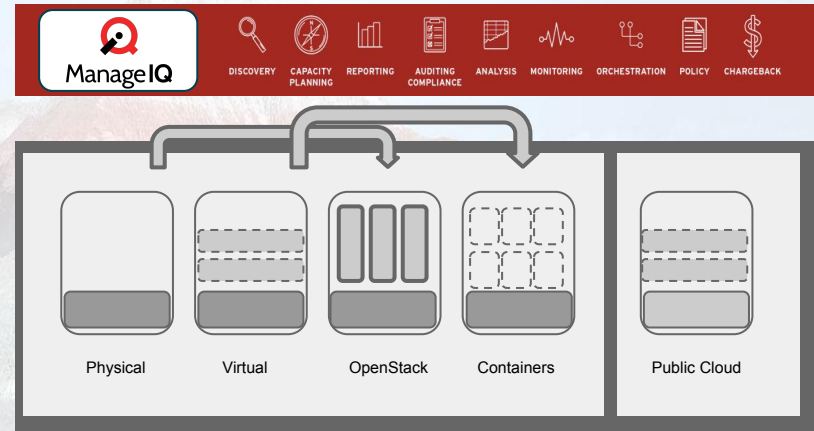 ManageIQ
DISCOVERY
CAPACITY
PLANNING
REPORTING
AUDITING
COMPLIANCE
ANALYSIS
MONITORING
ORCHESTRATION
POLICY
CHARGEBACK
Physical
Virtual
OpenStack
Containers
Public Cloud